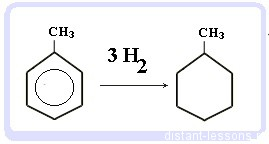 CH₃ CH₃
3 H₂
distant-lessons.